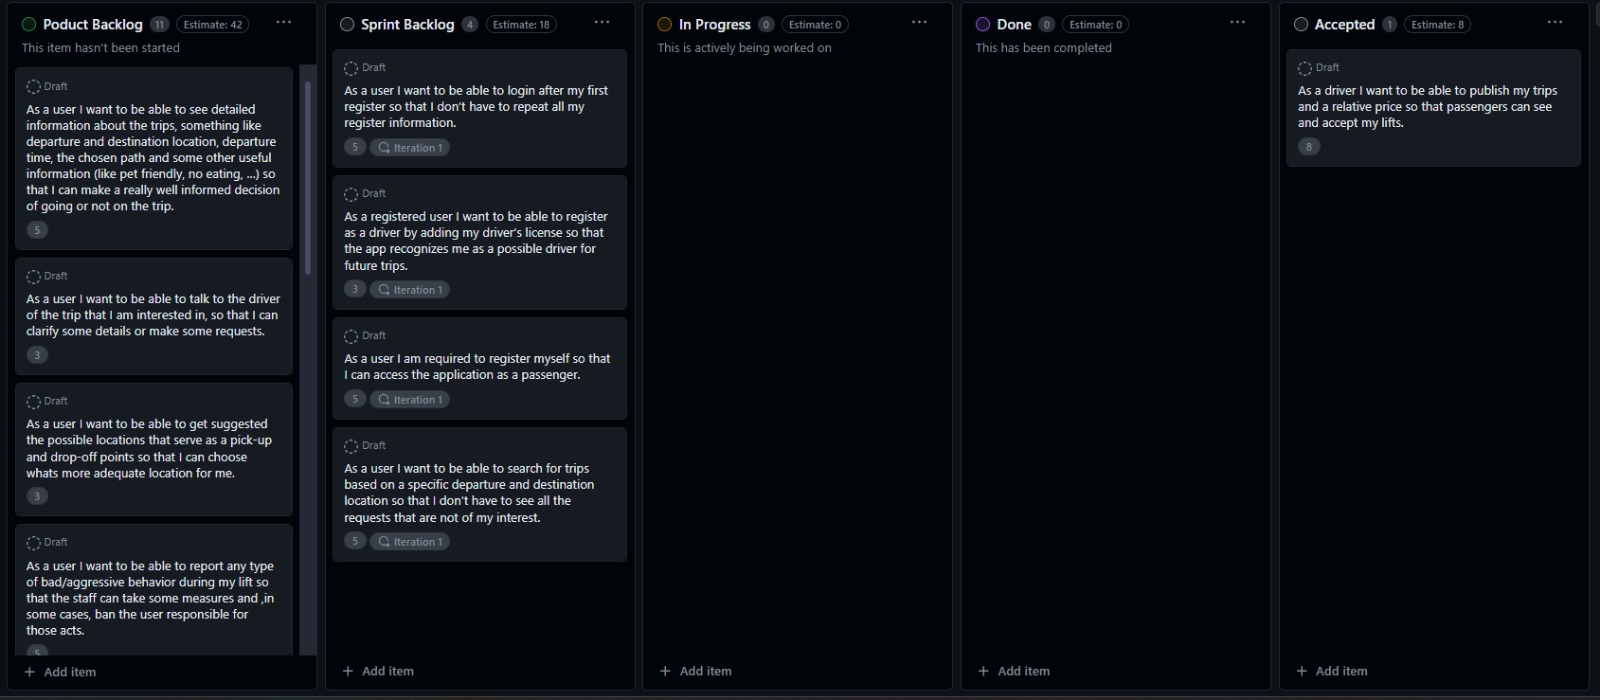 Poduct Backlog 11 Estimate: 42 ...
This item hasn't been started
Draft
As a user I want to be able to see detailed
information about the trips, something like
departure and destination location, departure
time, the chosen path and some other useful
information (like pet friendly, no eating, ...) so
that I can make a really well informed decision
of going or not on the trip.
5
Draft
As a user I want to be able to talk to the driver
of the trip that I am interested in, so that I can
clarify some details or make some requests.
3
Draft
As a user I want to be able to get suggested
the possible locations that serve as a pick-up
and drop-off points so that I can choose
whats more adequate location for me.
3
Draft
As a user I want to be able to report any type
of bad/aggressive behavior during my lift so
that the staff can take some measures and ,in
some cases, ban the user responsible for
those acts.
5
+ Add item
Sprint Backlog 4 Estimate: 18 ...
Draft
As a user I want to be able to login after my first
register so that I don't have to repeat all my
register information.
5 Iteration 1
Draft
As a registered user I want to be able to register
as a driver by adding my driver's license so that
the app recognizes me as a possible driver for
future trips.
3 Iteration 1
Draft
As a user I am required to register myself so that
I can access the application as a passenger.
5 Iteration 1
Draft
As a user I want to be able to search for trips
based on a specific departure and destination
location so that I don't have to see all the
requests that are not of my interest.
5 Iteration 1
+ Add item
In Progress 0 Estimate: 0 ...
This is actively being worked on
+ Add item
Done 0 Estimate: 0 ...
This has been completed
+ Add item
Accepted 1 Estimate: 8 ...
Draft
As a driver I want to be able to publish my trips
and a relative price so that passengers can see
and accept my lifts.
8
+ Add item